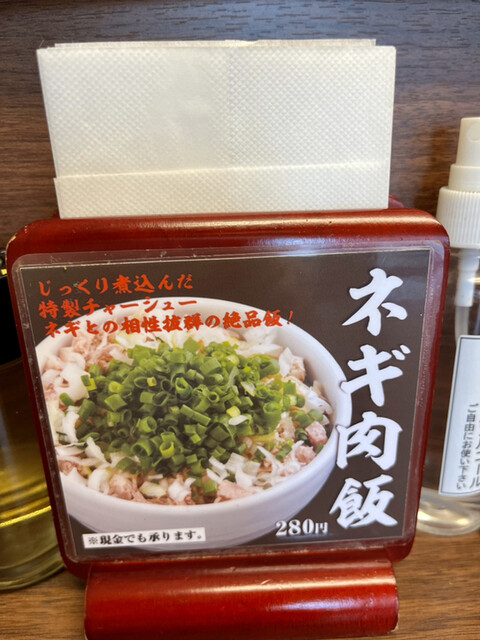 じっくり煮込んだ
特製チャーシュー
ネギとの相性抜群の絶品飯!
ネギ肉飯
280円
※現金でも承ります。
ご自由にお使い下さい